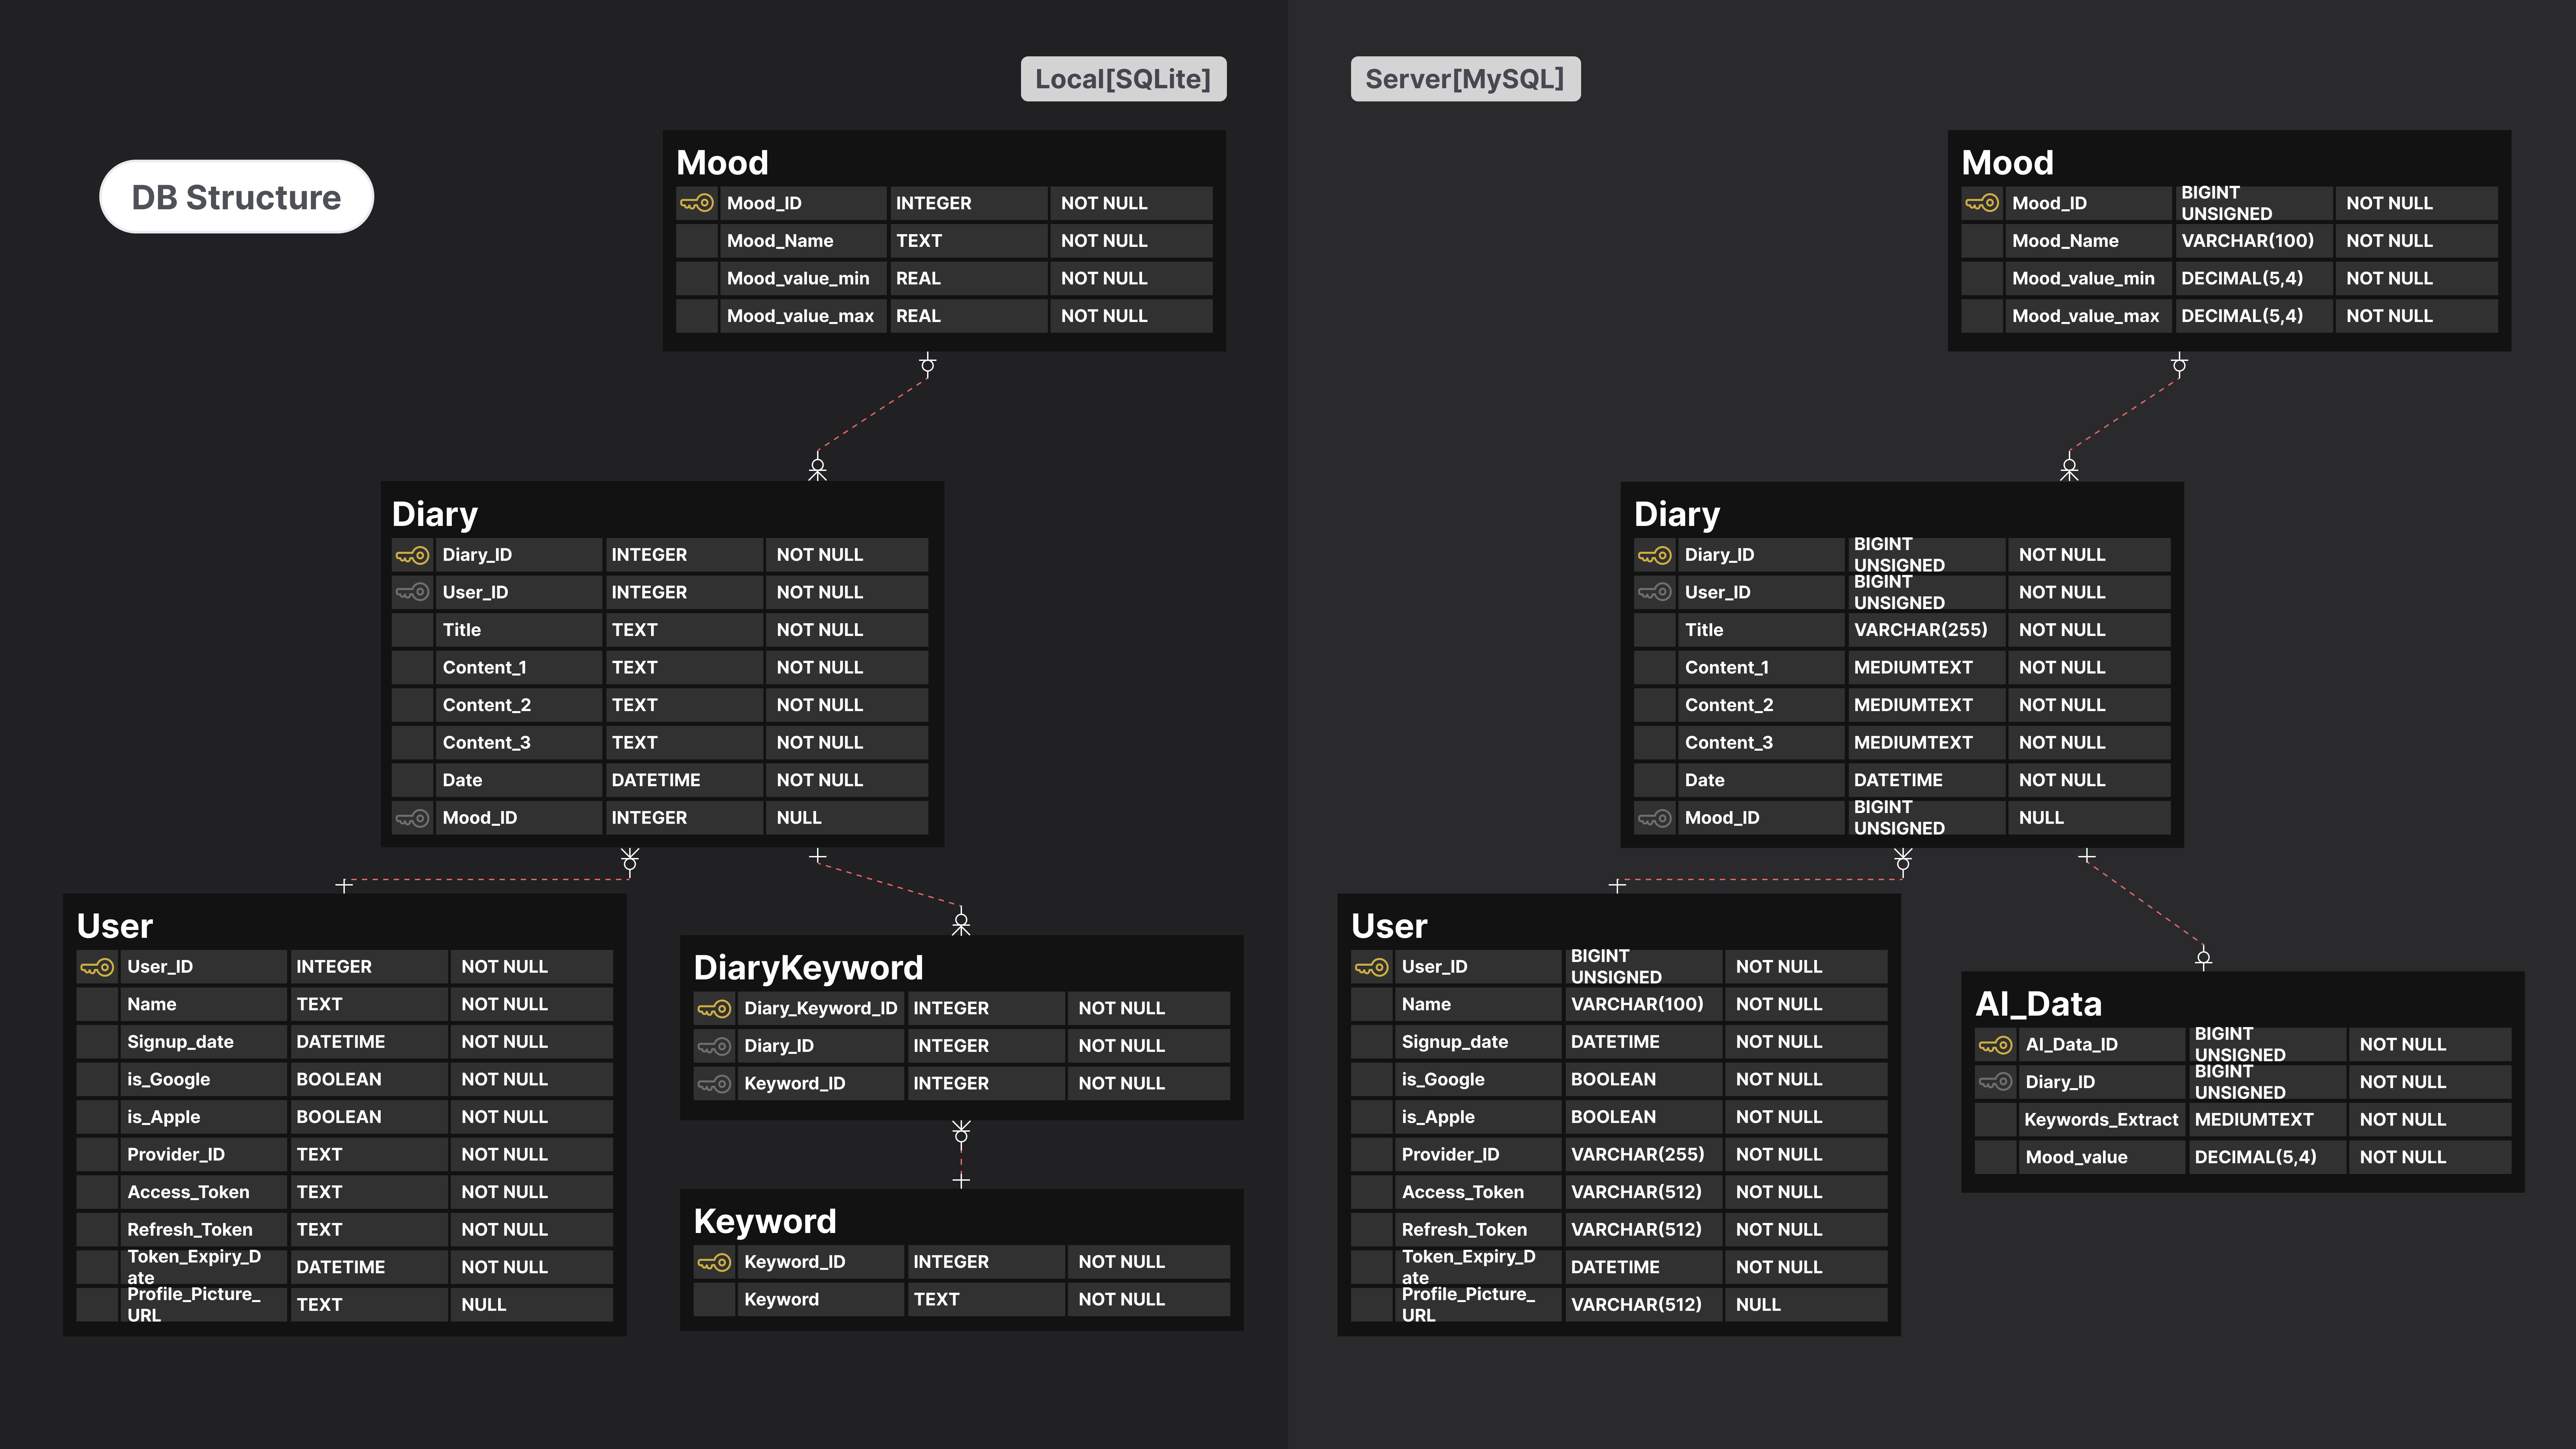 DB Structure
Local[SQLite]
Mood
Mood_ID INTEGER NOT NULL
Mood_Name TEXT NOT NULL
Mood_value_min REAL NOT NULL
Mood_value_max REAL NOT NULL
Diary
Diary_ID INTEGER NOT NULL
User_ID INTEGER NOT NULL
Title TEXT NOT NULL
Content_1 TEXT NOT NULL
Content_2 TEXT NOT NULL
Content_3 TEXT NOT NULL
Date DATETIME NOT NULL
Mood_ID INTEGER NULL
User
User_ID INTEGER NOT NULL
Name TEXT NOT NULL
Signup_date DATETIME NOT NULL
is_Google BOOLEAN NOT NULL
is_Apple BOOLEAN NOT NULL
Provider_ID TEXT NOT NULL
Access_Token TEXT NOT NULL
Refresh_Token TEXT NOT NULL
Token_Expiry_D
ate DATETIME NOT NULL
Profile_Picture_
URL TEXT NULL
DiaryKeyword
Diary_Keyword_ID INTEGER NOT NULL
Diary_ID INTEGER NOT NULL
Keyword_ID INTEGER NOT NULL
Keyword
Keyword_ID INTEGER NOT NULL
Keyword TEXT NOT NULL
Server[MySQL]
Mood
Mood_ID BIGINT
UNSIGNED NOT NULL
Mood_Name VARCHAR(100) NOT NULL
Mood_value_min DECIMAL(5,4) NOT NULL
Mood_value_max DECIMAL(5,4) NOT NULL
Diary
Diary_ID BIGINT
UNSIGNED NOT NULL
User_ID BIGINT
UNSIGNED NOT NULL
Title VARCHAR(255) NOT NULL
Content_1 MEDIUMTEXT NOT NULL
Content_2 MEDIUMTEXT NOT NULL
Content_3 MEDIUMTEXT NOT NULL
Date DATETIME NOT NULL
Mood_ID BIGINT
UNSIGNED NULL
User
User_ID BIGINT
UNSIGNED NOT NULL
Name VARCHAR(100) NOT NULL
Signup_date DATETIME NOT NULL
is_Google BOOLEAN NOT NULL
is_Apple BOOLEAN NOT NULL
Provider_ID VARCHAR(255) NOT NULL
Access_Token VARCHAR(512) NOT NULL
Refresh_Token VARCHAR(512) NOT NULL
Token_Expiry_D
ate DATETIME NOT NULL
Profile_Picture_
URL VARCHAR(512) NULL
AI_Data
AI_Data_ID BIGINT
UNSIGNED NOT NULL
Diary_ID BIGINT
UNSIGNED NOT NULL
Keywords_Extract MEDIUMTEXT NOT NULL
Mood_value DECIMAL(5,4) NOT NULL